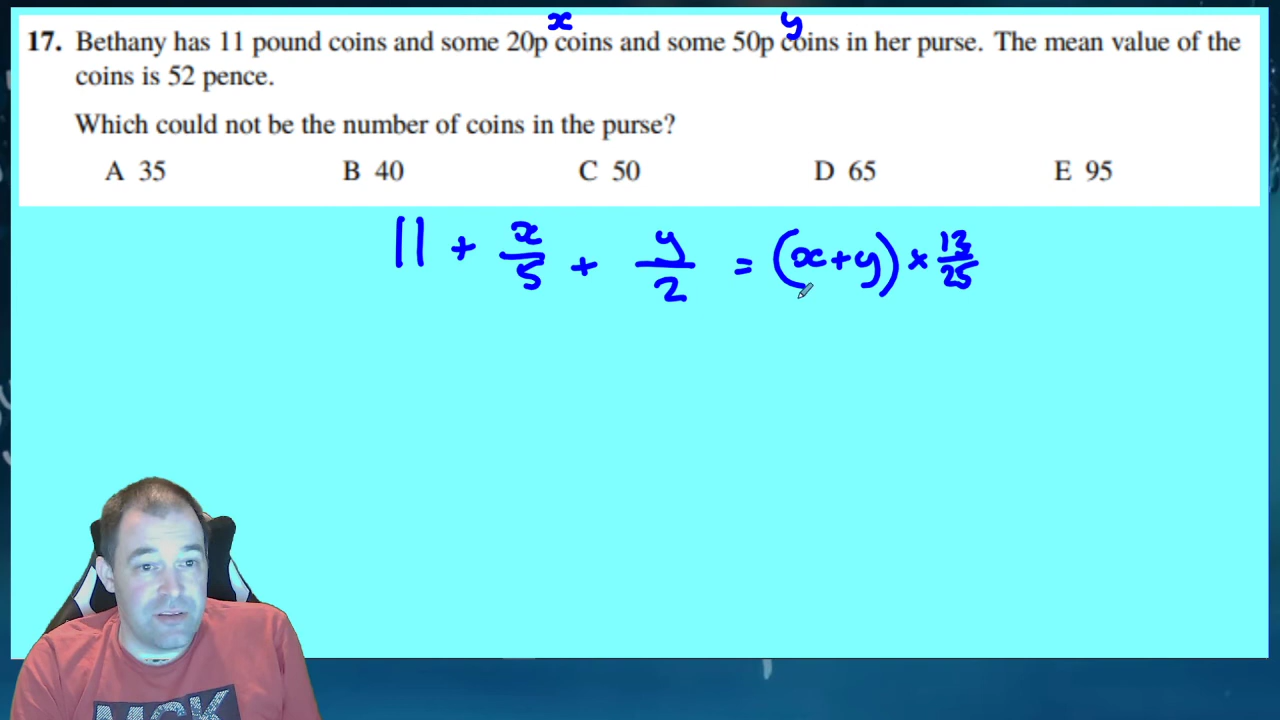 x y
17. Bethany has 11 pound coins and some 20p coins and some 50p coins in her purse. The mean value of the
coins is 52 pence.
Which could not be the number of coins in the purse?
A 35 B 40 C 50 D 65 E 95
11 + x/5 + y/2 = (x+y) × 13/25
MCK